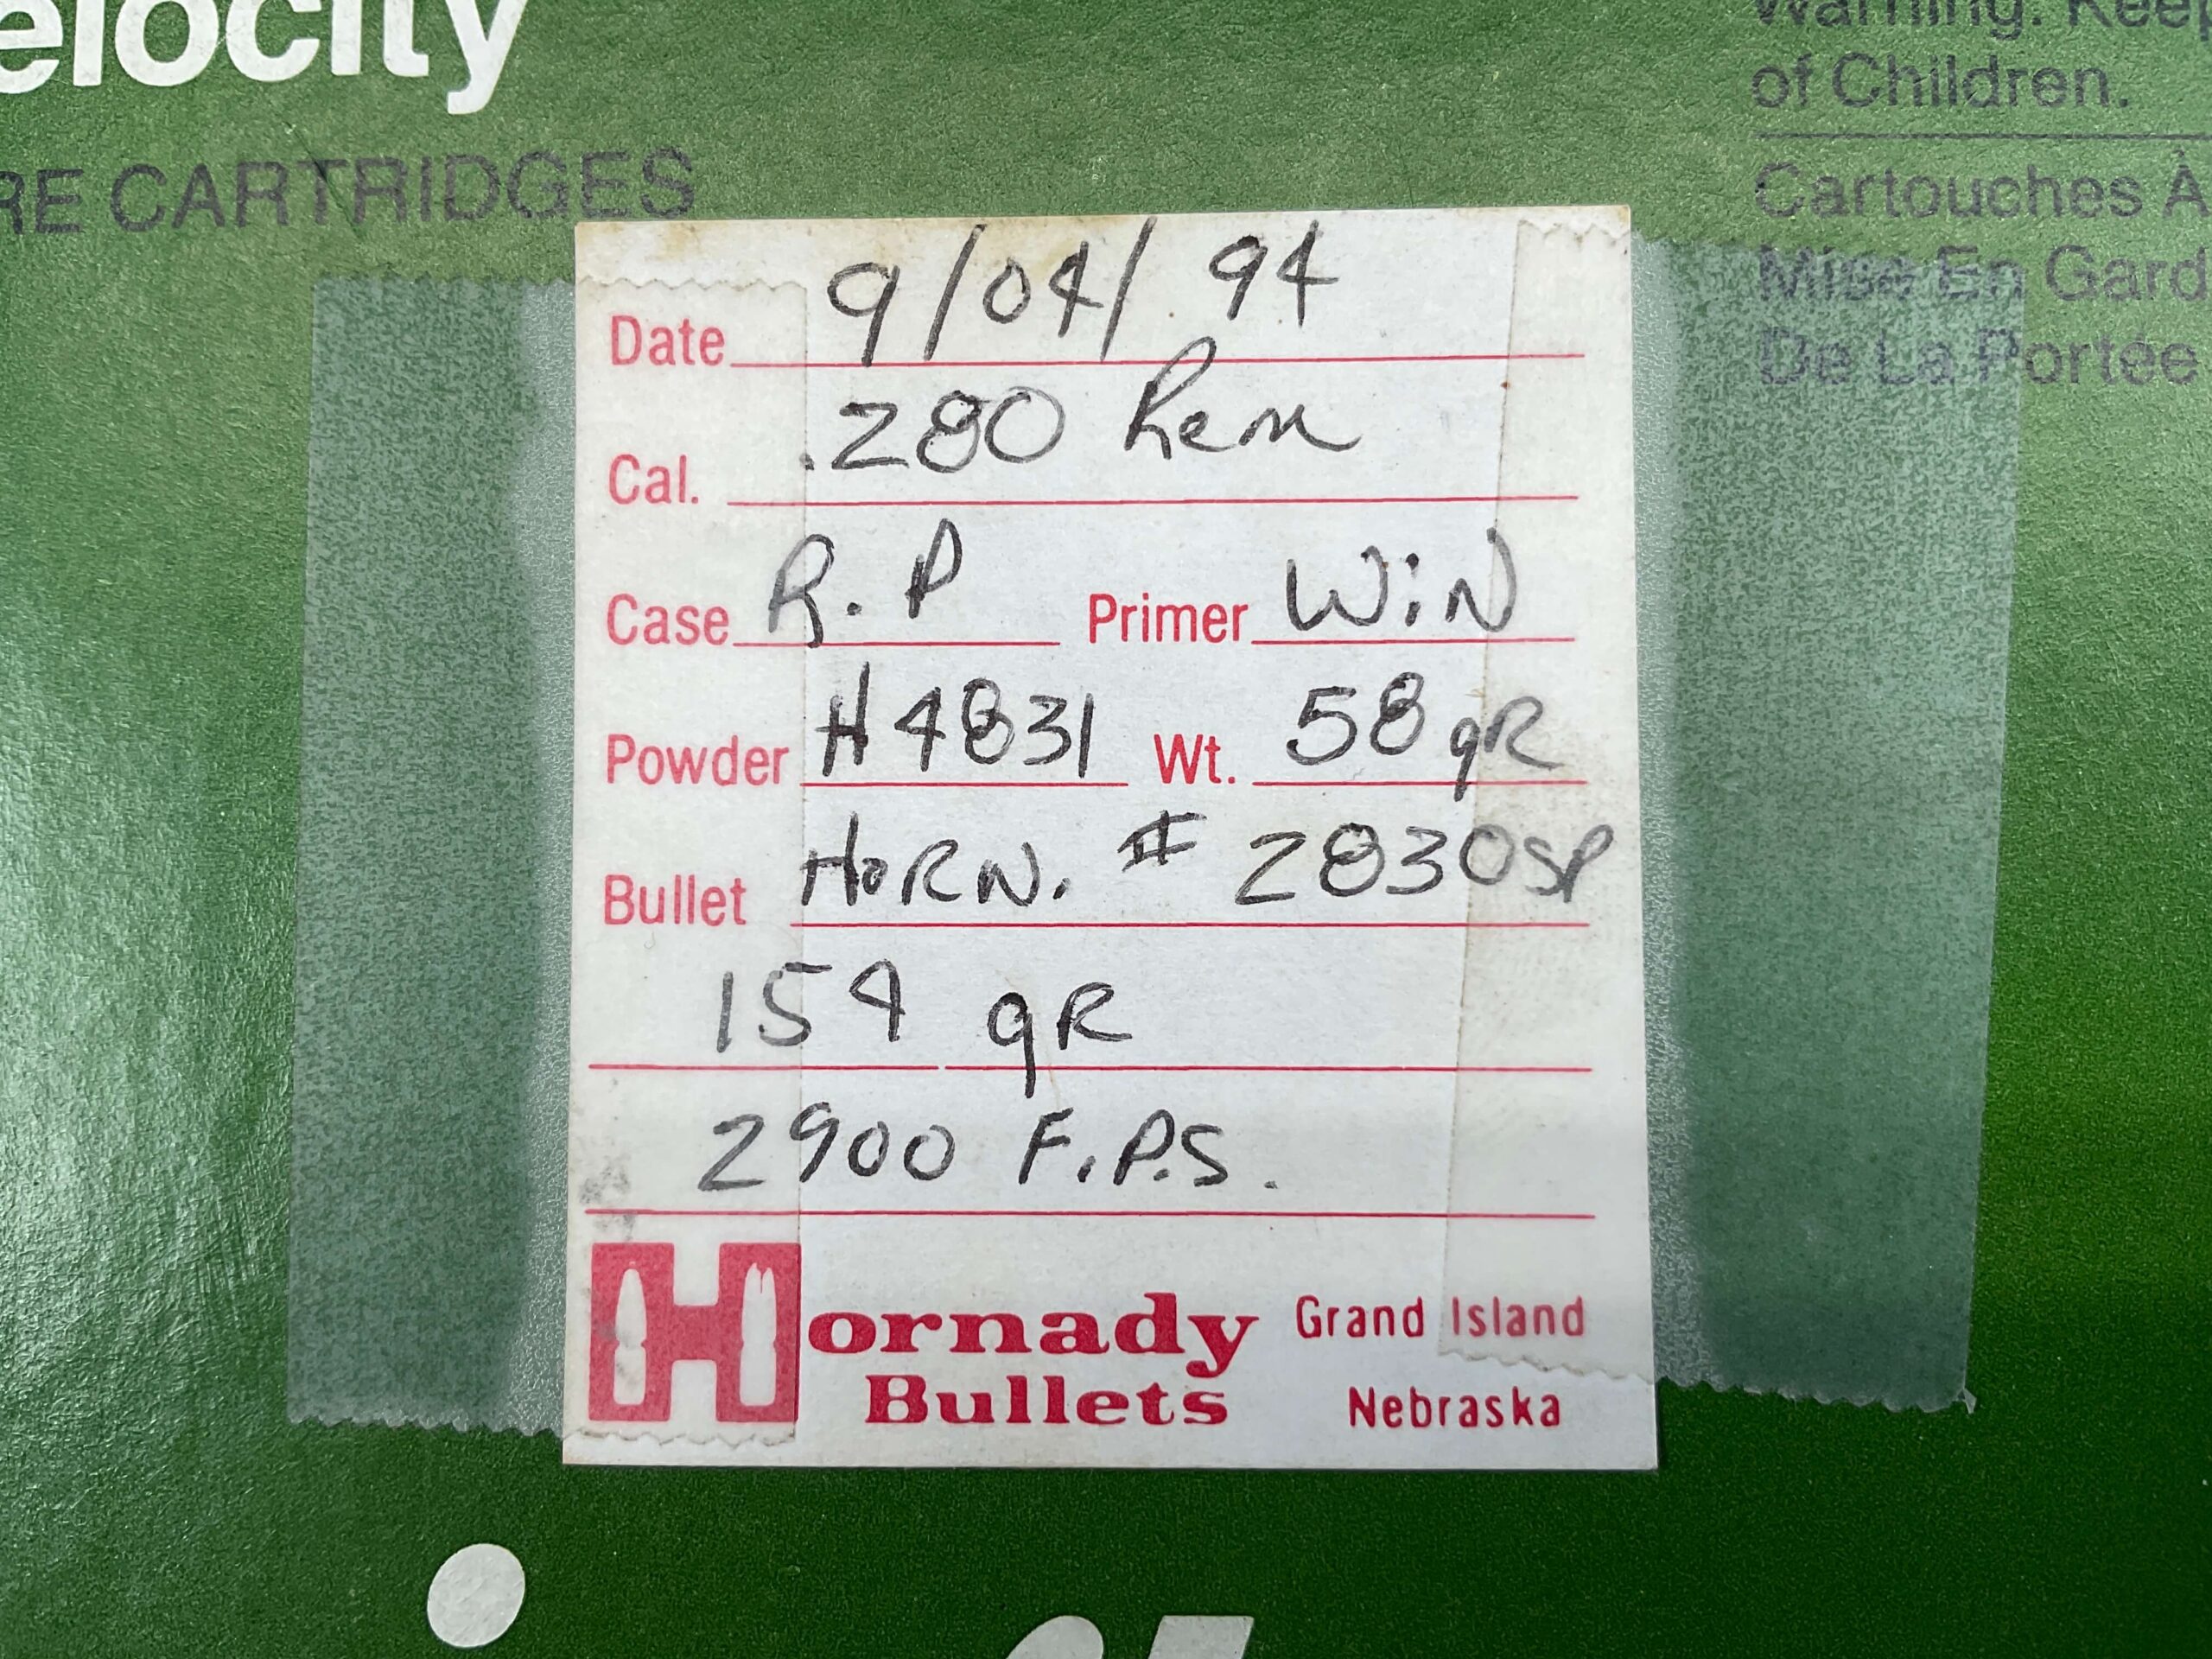 elocity
RE CARTRIDGES
Warning: Keep
of Children.
Cartouches À
Mise En Gard
De La Portée
Date 9/04/94
Cal. .280 Rem
Case R.P Primer WiN
Powder H4831 Wt. 58 gR
Bullet HoRN. # 2830SP
154 gR
2900 F.P.S.
Hornady Grand Island
Bullets Nebraska